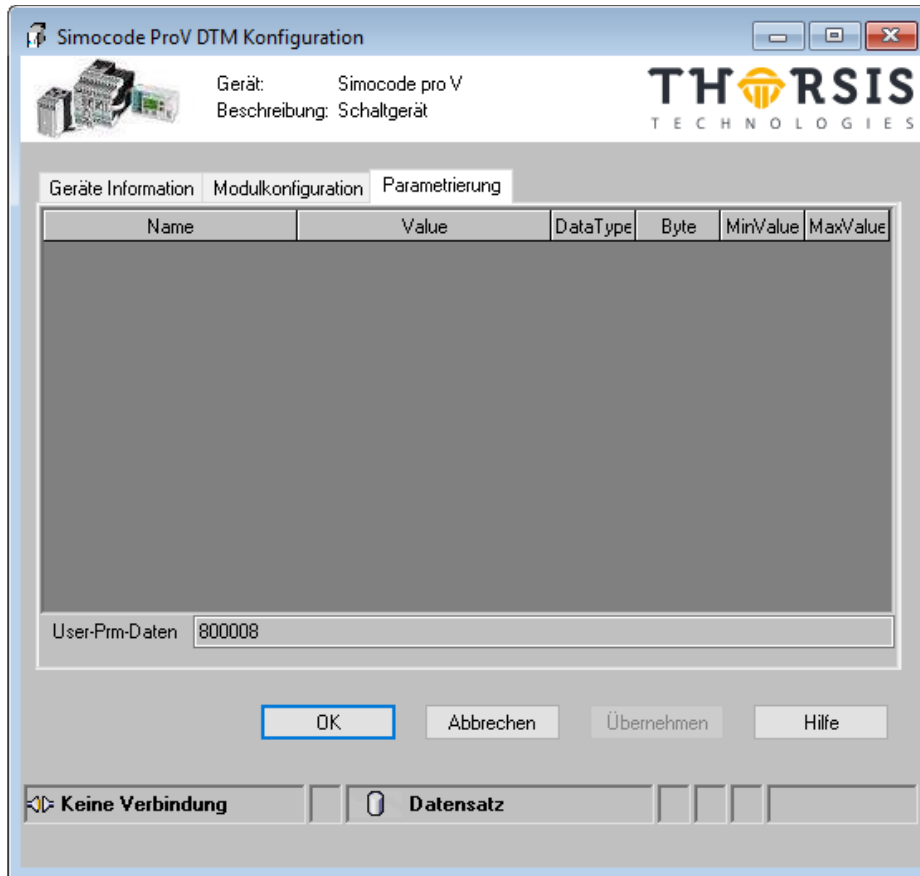 Simocode ProV DTM Konfiguration
Gerät: Simocode pro V
Beschreibung: Schaltgerät
THORSIS
TECHNOLOGIES
Geräte Information Modulkonfiguration Parametrierung
Name Value DataType Byte MinValue MaxValue
User-Prm-Daten 800008
OK Abbrechen Übernehmen Hilfe
Keine Verbindung Datensatz